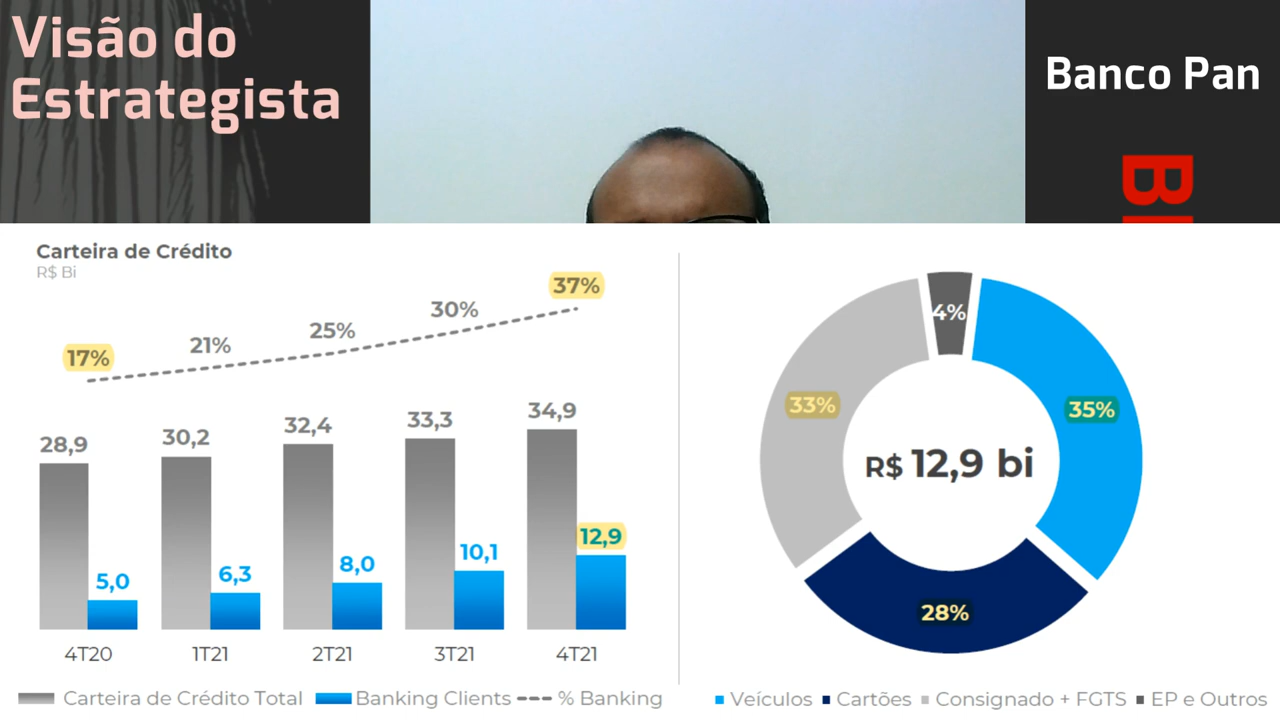 Visão do
Estrategista
Banco Pan
Carteira de Crédito
R$ Bi
17%
21%
25%
30%
37%
28,9
5,0
30,2
6,3
32,4
8,0
33,3
10,1
34,9
12,9
4T20
1T21
2T21
3T21
4T21
Carteira de Crédito Total
Banking Clients
% Banking
4%
33%
35%
R$ 12,9 bi
28%
Veículos
Cartões
Consignado + FGTS
EP e Outros